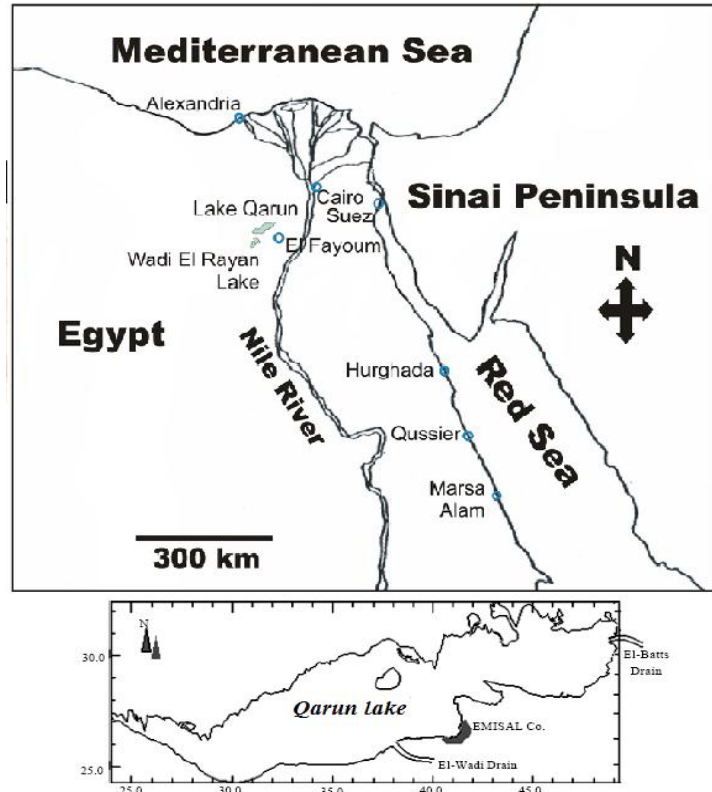 Mediterranean Sea
Alexandria
Cairo
Suez
Sinai Peninsula
Lake Qarun
El Fayoum
Wadi El Rayan
Lake
N
Egypt
Nile River
Hurghada
Red Sea
Qussier
Marsa
Alam
300 km
N
30.0
El-Batts
Drain
Qarun lake
EMISAL Co.
El-Wadi Drain
25.0
25.0
30.0
35.0
40.0
45.0